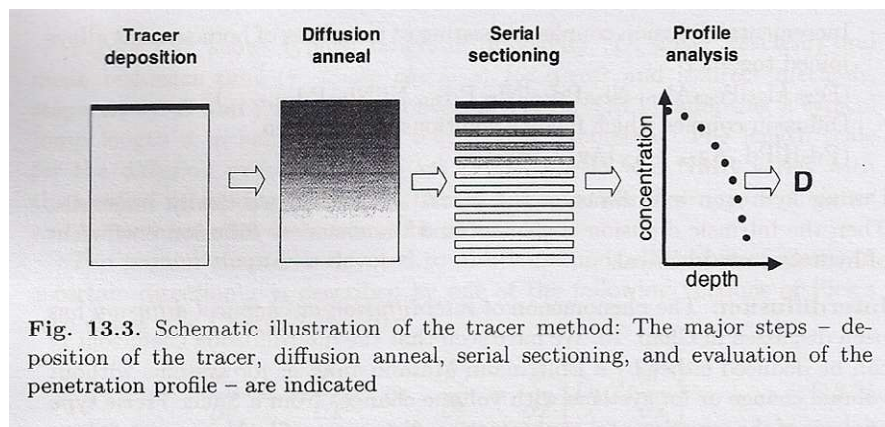 Tracer deposition
Diffusion anneal
Serial sectioning
Profile analysis
concentration
D
depth
Fig. 13.3. Schematic illustration of the tracer method: The major steps – de-
position of the tracer, diffusion anneal, serial sectioning, and evaluation of the
penetration profile – are indicated